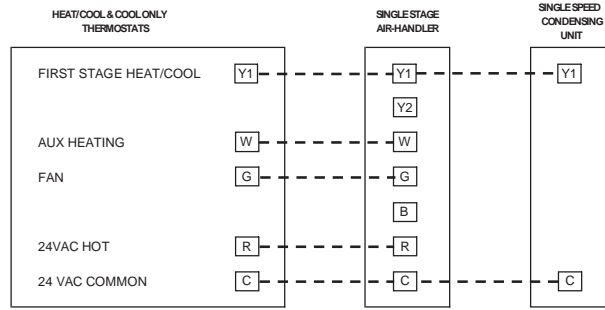 HEAT/COOL & COOL ONLY
THERMOSTATS
SINGLE STAGE
AIR-HANDLER
SINGLE SPEED
CONDENSING
UNIT
FIRST STAGE HEAT/COOL Y1 Y1 Y1
Y2
AUX HEATING W W
FAN G G
B
24VAC HOT R R
24 VAC COMMON C C C